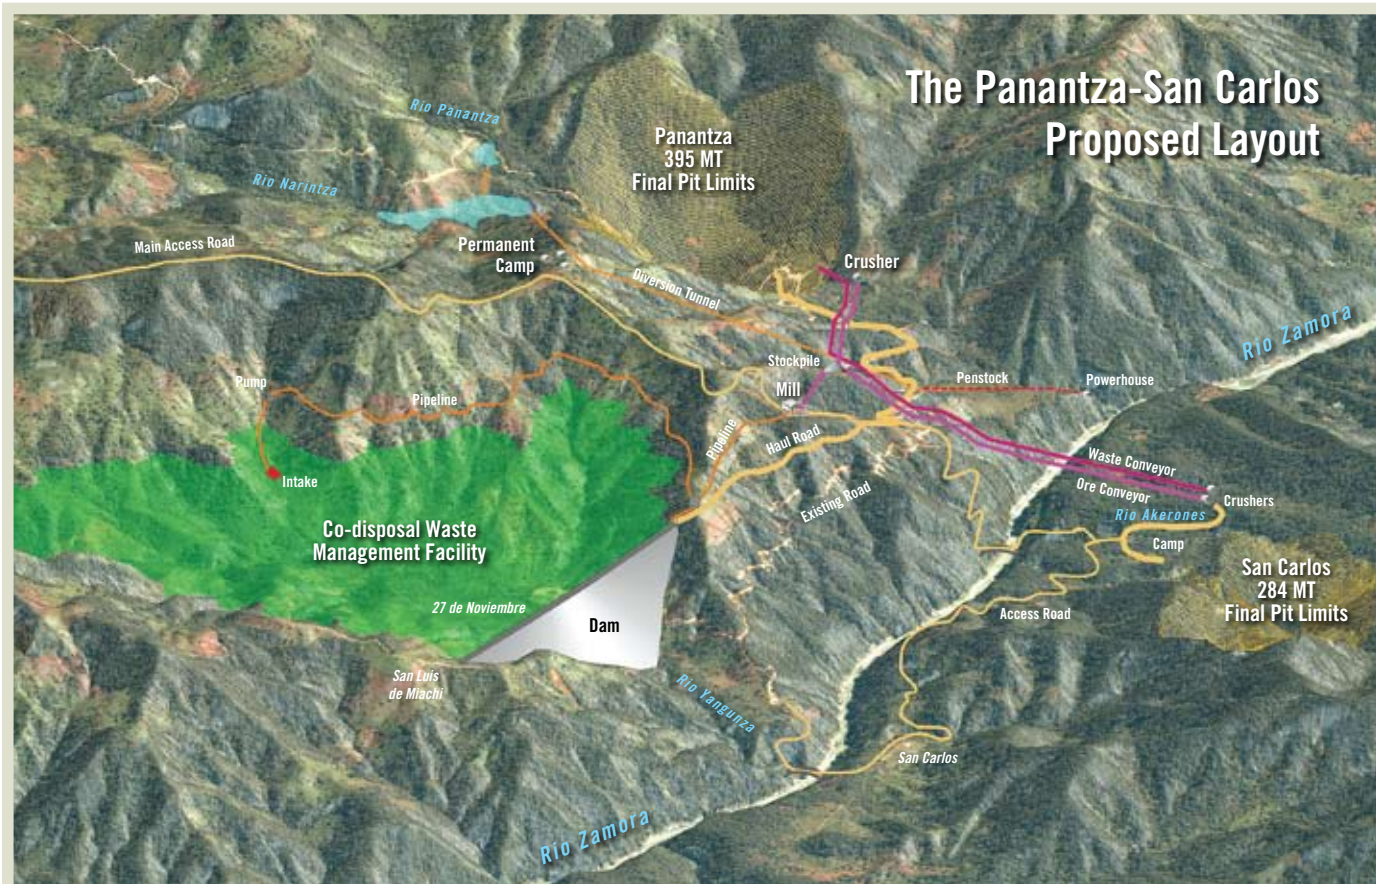 The Panantza-San Carlos
Proposed Layout
Rio Panantza
Panantza
395 MT
Final Pit Limits
Rio Narintza
Main Access Road
Permanent
Camp
Crusher
Diversion Tunnel
Rio Zamora
Stockpile
Mill
Penstock
Powerhouse
Pump
Pipeline
Pipeline
Haul Road
Waste Conveyor
Ore Conveyor
Crushers
Intake
Existing Road
Rio Akerones
Camp
Co-disposal Waste
Management Facility
San Carlos
284 MT
Final Pit Limits
27 de Noviembre
Dam
Access Road
San Luis
de Miachi
Rio Yangunza
San Carlos
Rio Zamora